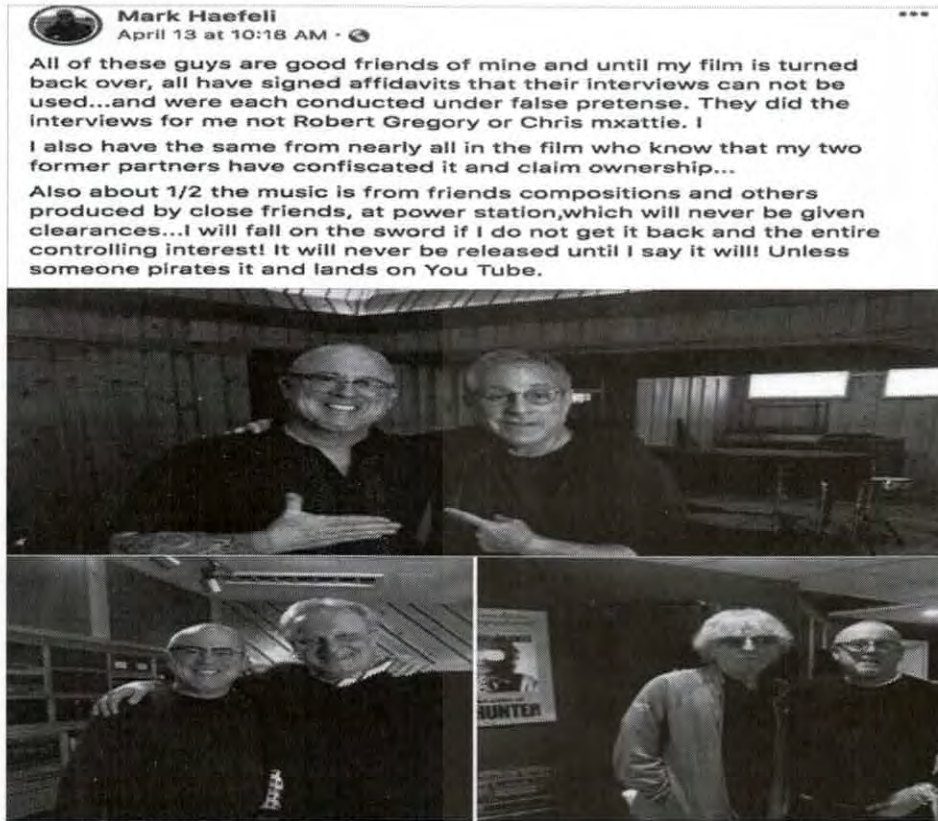 Mark Haefeli
April 13 at 10:18 AM ·
All of these guys are good friends of mine and until my film is turned
back over, all have signed affidavits that their interviews can not be
used...and were each conducted under false pretense. They did the
interviews for me not Robert Gregory or Chris mxattie. I
I also have the same from nearly all in the film who know that my two
former partners have confiscated it and claim ownership...
Also about 1/2 the music is from friends compositions and others
produced by close friends, at power station,which will never be given
clearances...I will fall on the sword if I do not get it back and the entire
controlling interest! It will never be released until I say it will! Unless
someone pirates it and lands on You Tube.
HUNTER